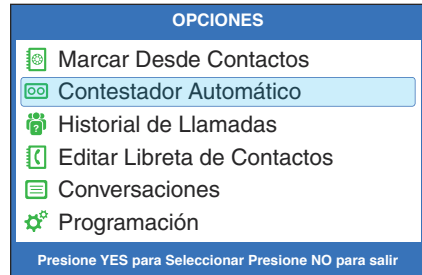 OPCIONES
Marcar Desde Contactos
Contestador Automático
Historial de Llamadas
Editar Libreta de Contactos
Conversaciones
Programación
Presione YES para Seleccionar Presione NO para salir